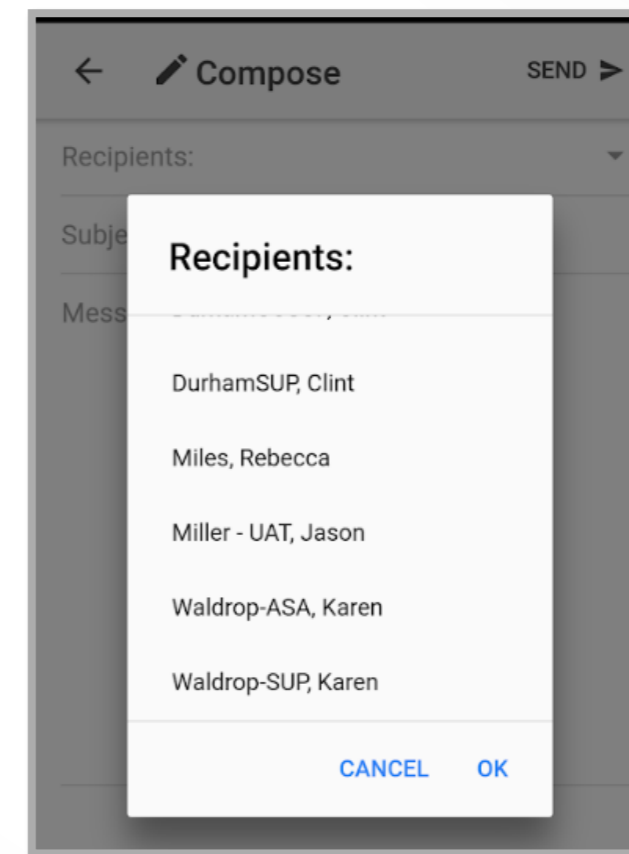 Compose
SEND
Recipients:
Subje
Recipients:
Mess
DurhamSUP, Clint
Miles, Rebecca
Miller - UAT, Jason
Waldrop-ASA, Karen
Waldrop-SUP, Karen
CANCEL OK